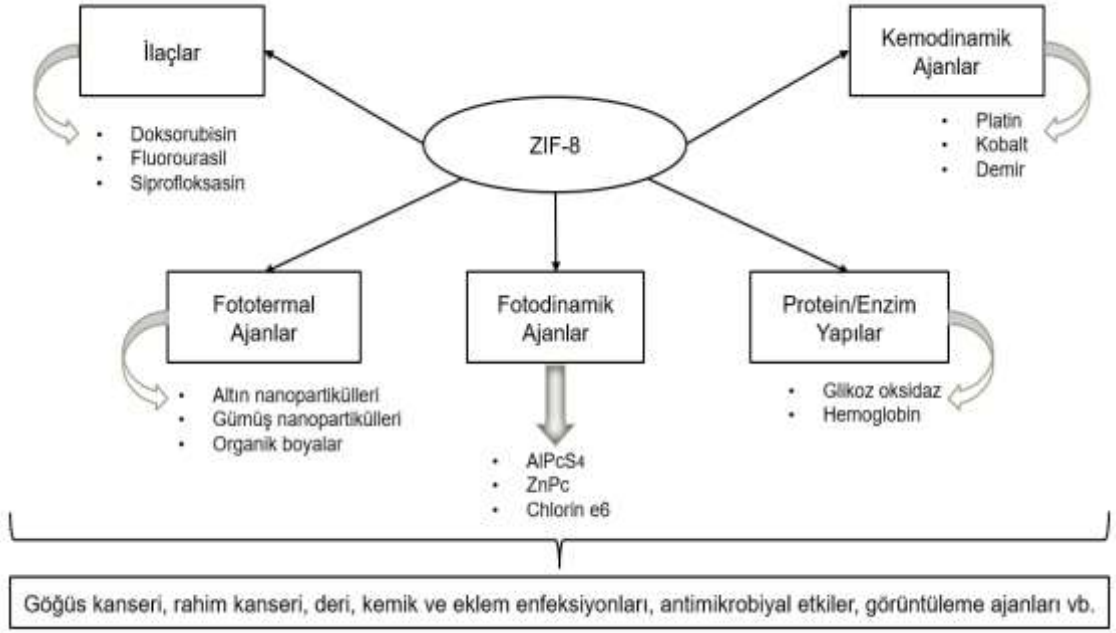 İlaçlar
• Doksorubisin
• Fluorourasil
• Siprofloksasin
ZIF-8
Kemodinamik
Ajanlar
• Platin
• Kobalt
• Demir
Fototermal
Ajanlar
• Altın nanopartikülleri
• Gümüş nanopartikülleri
• Organik boyalar
Fotodinamik
Ajanlar
• AlPcS4
• ZnPc
• Chlorin e6
Protein/Enzim
Yapılar
• Glikoz oksidaz
• Hemoglobin
Göğüs kanseri, rahim kanseri, deri, kemik ve eklem enfeksiyonları, antimikrobiyal etkiler, görüntüleme ajanları vb.